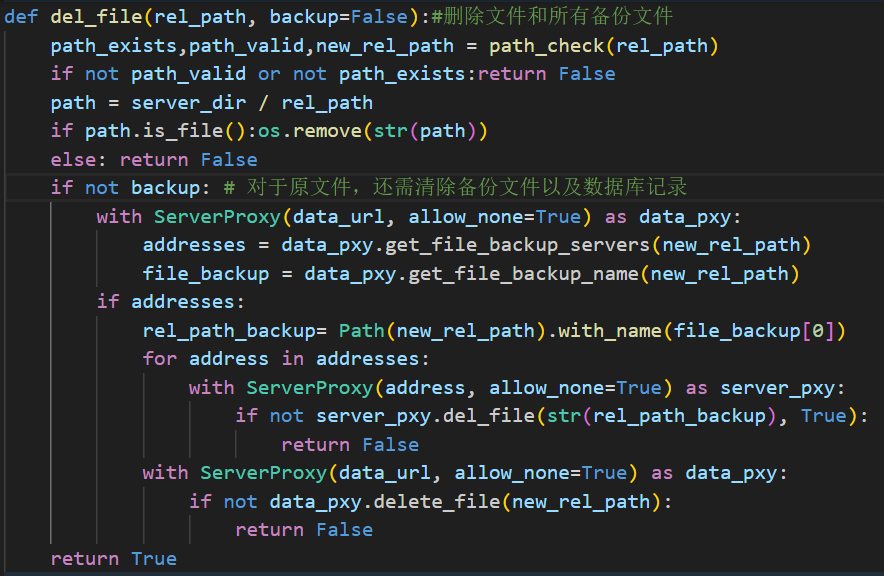 def del_file(rel_path, backup=False):#删除文件和所有备份文件
    path_exists,path_valid,new_rel_path = path_check(rel_path)
    if not path_valid or not path_exists:return False
    path = server_dir / rel_path
    if path.is_file():os.remove(str(path))
    else: return False
    if not backup: # 对于原文件，还需清除备份文件以及数据库记录
        with ServerProxy(data_url, allow_none=True) as data_pxy:
            addresses = data_pxy.get_file_backup_servers(new_rel_path)
            file_backup = data_pxy.get_file_backup_name(new_rel_path)
        if addresses:
            rel_path_backup= Path(new_rel_path).with_name(file_backup[0])
            for address in addresses:
                with ServerProxy(address, allow_none=True) as server_pxy:
                    if not server_pxy.del_file(str(rel_path_backup), True):
                        return False
            with ServerProxy(data_url, allow_none=True) as data_pxy:
                if not data_pxy.delete_file(new_rel_path):
                    return False
    return True